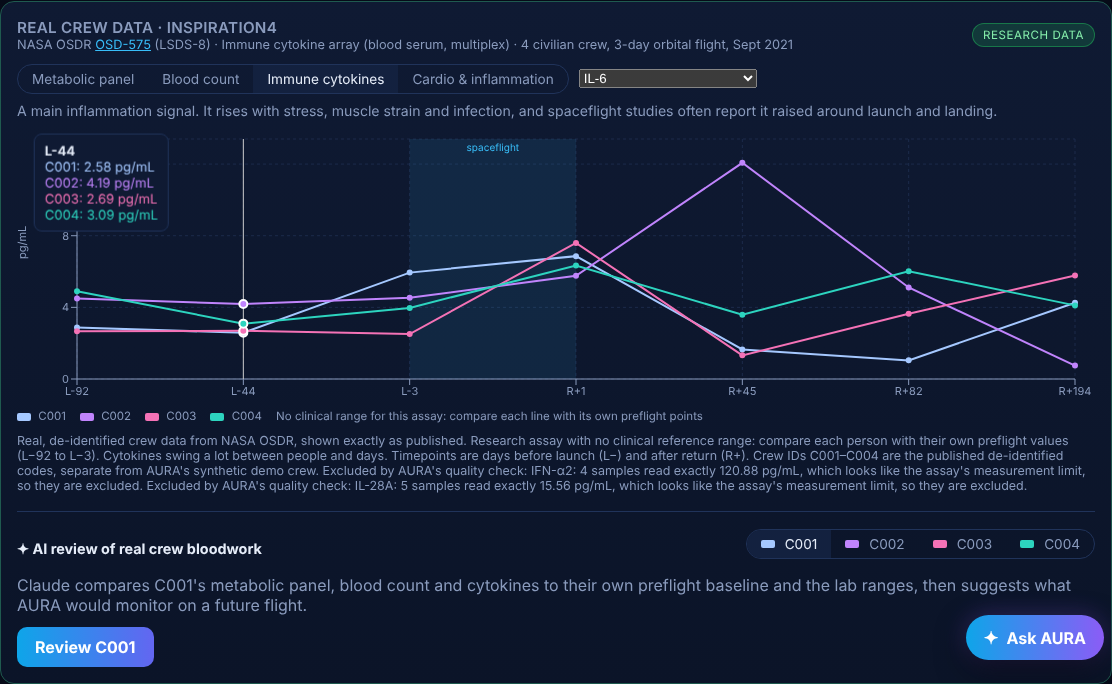 REAL CREW DATA · INSPIRATION4
NASA OSDR OSD-575 (LSDS-8) · Immune cytokine array (blood serum, multiplex) · 4 civilian crew, 3-day orbital flight, Sept 2021
RESEARCH DATA
Metabolic panel Blood count Immune cytokines Cardio & inflammation IL-6
A main inflammation signal. It rises with stress, muscle strain and infection, and spaceflight studies often report it raised around launch and landing.
L-44
C001: 2.58 pg/mL
C002: 4.19 pg/mL
C003: 2.69 pg/mL
C004: 3.09 pg/mL
spaceflight
pg/mL
8
4
0
L-92 L-44 L-3 R+1 R+45 R+82 R+194
C001 C002 C003 C004 No clinical range for this assay: compare each line with its own preflight points
Real, de-identified crew data from NASA OSDR, shown exactly as published. Research assay with no clinical reference range: compare each person with their own preflight values
(L−92 to L−3). Cytokines swing a lot between people and days. Timepoints are days before launch (L−) and after return (R+). Crew IDs C001–C004 are the published de-identified
codes, separate from AURA's synthetic demo crew. Excluded by AURA's quality check: IFN-α2: 4 samples read exactly 120.88 pg/mL, which looks like the assay's measurement limit,
so they are excluded. Excluded by AURA's quality check: IL-28A: 5 samples read exactly 15.56 pg/mL, which looks like the assay's measurement limit, so they are excluded.
✦ AI review of real crew bloodwork
C001 C002 C003 C004
Claude compares C001's metabolic panel, blood count and cytokines to their own preflight baseline and the lab ranges, then suggests what
AURA would monitor on a future flight.
Review C001
✦ Ask AURA